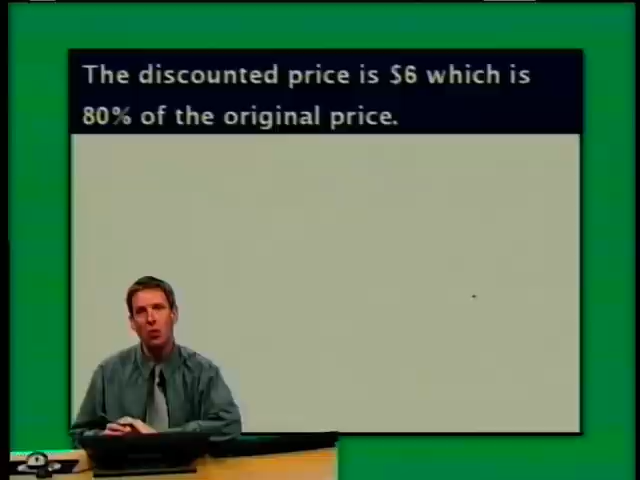 The discounted price is $6 which is
80% of the original price.